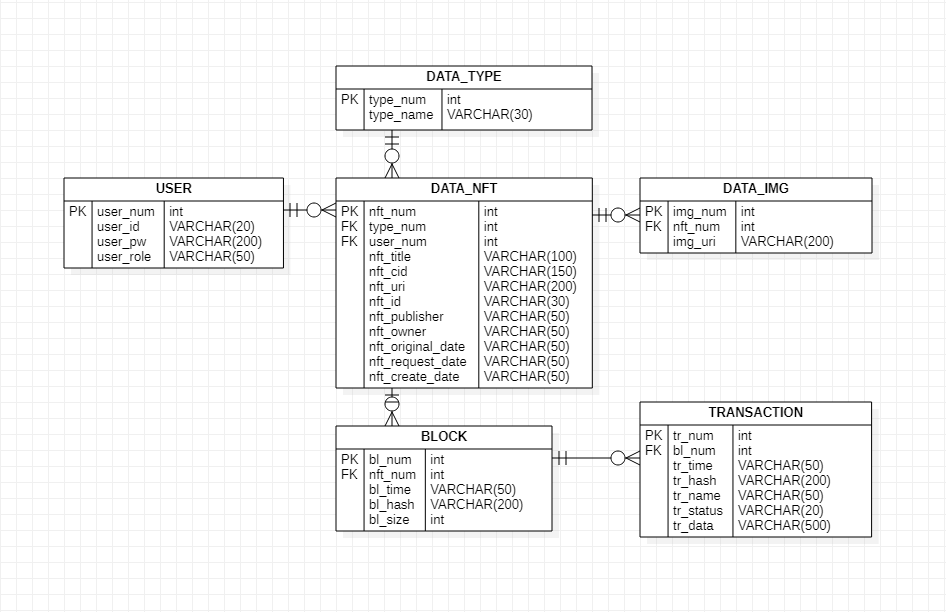 DATA_TYPE
PK type_num int
type_name VARCHAR(30)
USER
PK user_num int
user_id VARCHAR(20)
user_pw VARCHAR(200)
user_role VARCHAR(50)
DATA_NFT
PK nft_num int
FK type_num int
FK user_num int
nft_title VARCHAR(100)
nft_cid VARCHAR(150)
nft_uri VARCHAR(200)
nft_id VARCHAR(30)
nft_publisher VARCHAR(50)
nft_owner VARCHAR(50)
nft_original_date VARCHAR(50)
nft_request_date VARCHAR(50)
nft_create_date VARCHAR(50)
DATA_IMG
PK img_num int
FK nft_num int
img_uri VARCHAR(200)
BLOCK
PK bl_num int
FK nft_num int
bl_time VARCHAR(50)
bl_hash VARCHAR(200)
bl_size int
TRANSACTION
PK tr_num int
FK bl_num int
tr_time VARCHAR(50)
tr_hash VARCHAR(200)
tr_name VARCHAR(50)
tr_status VARCHAR(20)
tr_data VARCHAR(500)